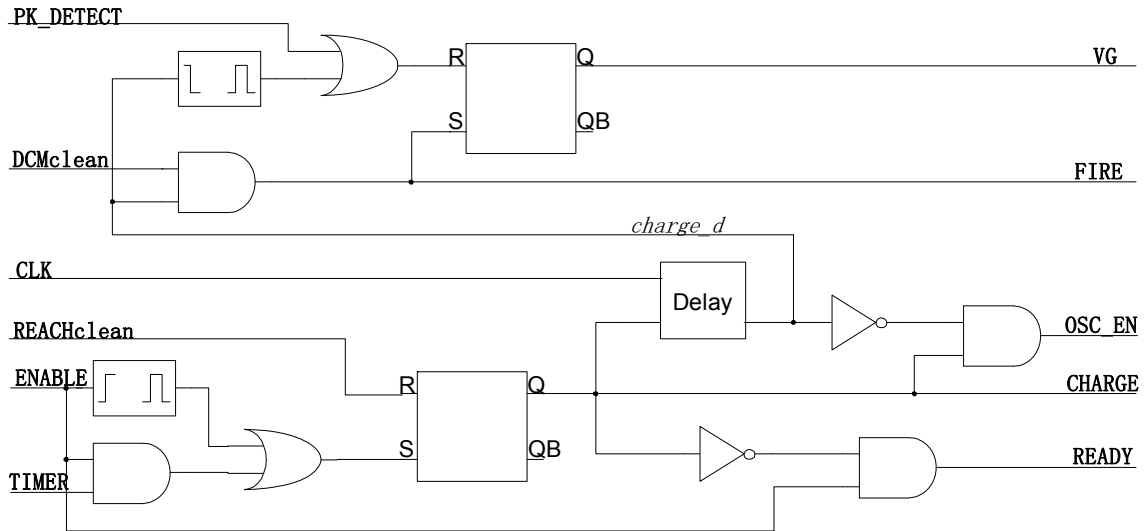 PK_DETECT
R
Q
VG
S
QB
DCMclean
FIRE
charge_d
CLK
Delay
REACHclean
OSC_EN
ENABLE
R
Q
CHARGE
S
QB
READY
TIMER